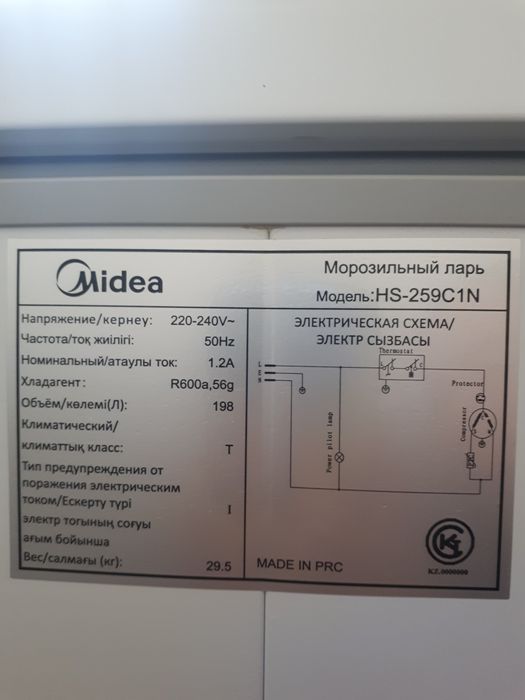 Midea
Морозильный ларь
Модель:HS-259C1N
Напряжение/кернеу: 220-240V~
Частота/тоқ жиілігі: 50Hz
Номинальный/атаулы ток: 1.2A
Хладагент: R600a,56g
Объём/көлемі(Л): 198
Климатический/
климаттық класс: T
Тип предупреждения от
поражения электрическим
током/Ескерту түрі I
электр тогының соғуы
ағым бойынша
Вес/салмағы (кг): 29.5
ЭЛЕКТРИЧЕСКАЯ СХЕМА/
ЭЛЕКТР СЫЗБАСЫ
Thermostat
L
E
N
L C
Protector
Compressor
Power pilot lamp
MADE IN PRC
KZ.0000000